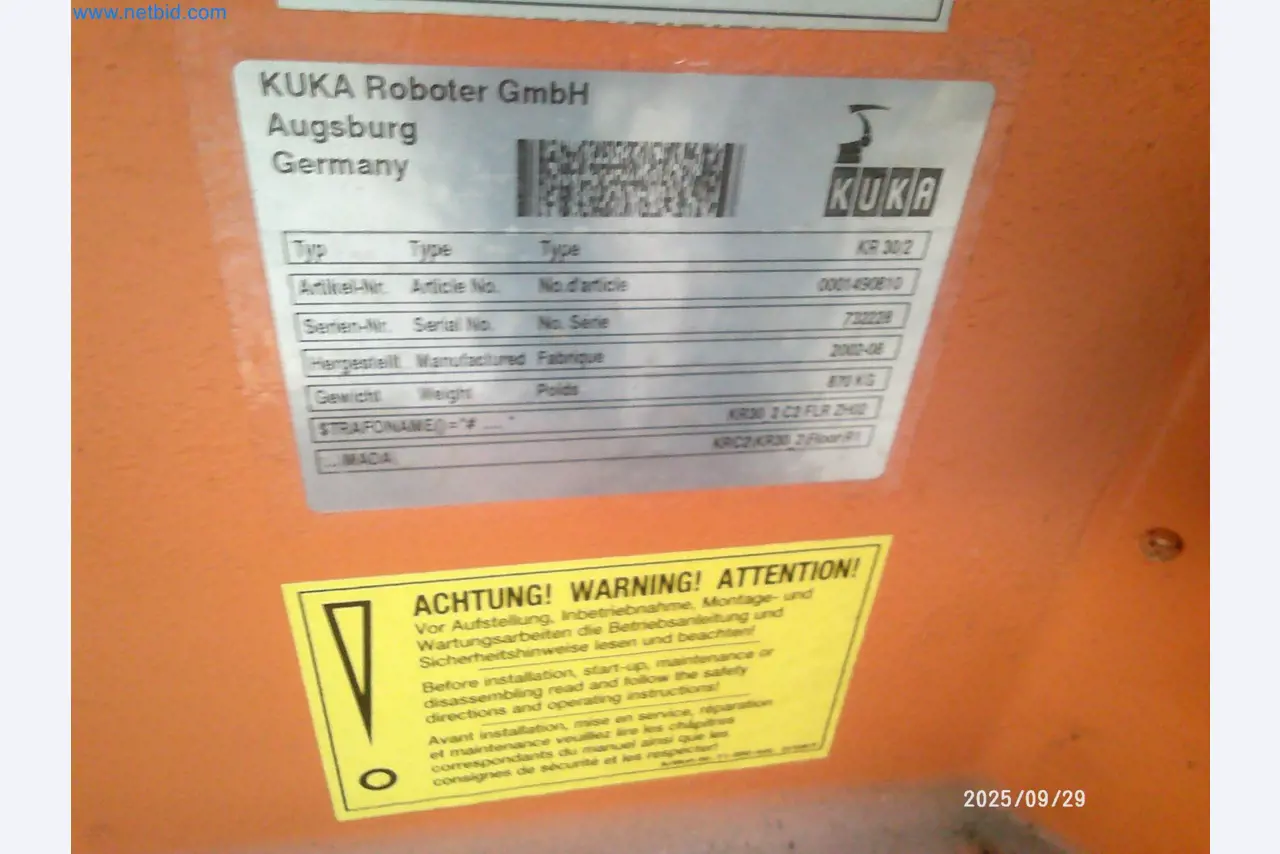 www.netbid.com
KUKA Roboter GmbH
Augsburg
Germany
KUKA
Typ Type Type KR 30/2
Artikel-Nr. Article No. No.d'article
Serien-Nr. Serial No. No. Série 732228
Hergestellt Manufactured Fabrique 2002-08
Gewicht Weight Poids 870 KG
$TRAFONAME[]="# .... " KR30 2 C2 FLR ZH02
... MADA KRC2\KR30 2\Floor\R1
ACHTUNG! WARNING! ATTENTION!
Vor Aufstellung, Inbetriebnahme, Montage- und
Wartungsarbeiten die Betriebsanleitung und
Sicherheitshinweise lesen und beachten!
Before installation, start-up, maintenance or
disassembling read and follow the safety
directions and operating instructions!
Avant installation, mise en service, réparation
et maintenance veuillez lire les châpitres
correspondants du manuel ainsi que les
consignes de sécurité et les respecter!
2025/09/29